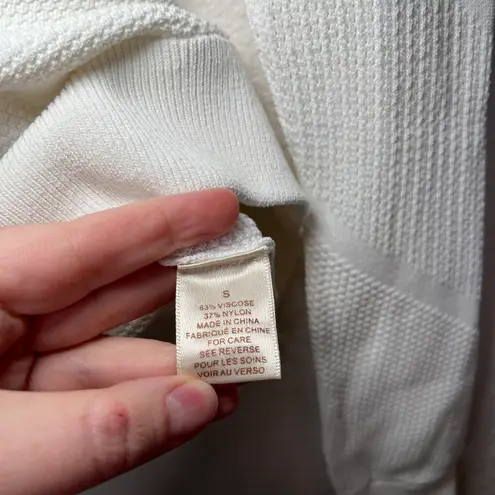 S
63% VISCOSE
37% NYLON
MADE IN CHINA
FABRIQUÉ EN CHINE
FOR CARE
SEE REVERSE
POUR LES SOINS
VOIR AU VERSO